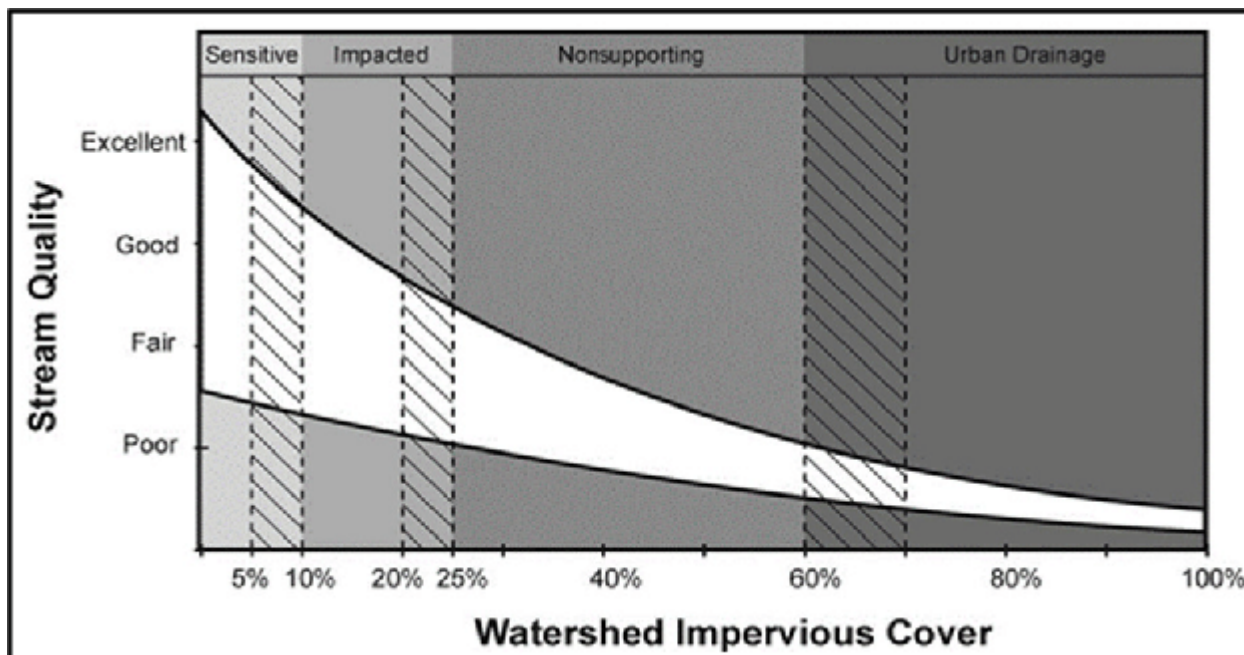 Sensitive Impacted Nonsupporting Urban Drainage
Excellent
Good
Fair
Poor
Stream Quality
5% 10% 20% 25% 40% 60% 80% 100%
Watershed Impervious Cover